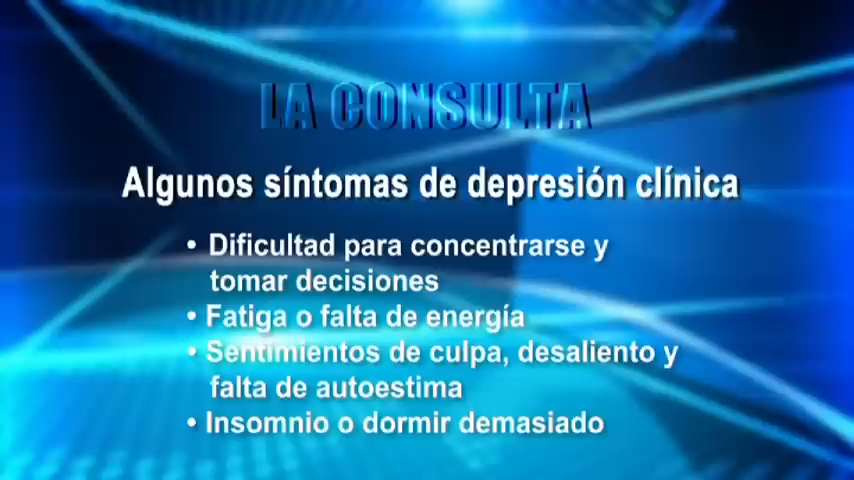 LA CONSULTA
Algunos síntomas de depresión clínica
• Dificultad para concentrarse y
tomar decisiones
• Fatiga o falta de energía
• Sentimientos de culpa, desaliento y
falta de autoestima
• Insomnio o dormir demasiado